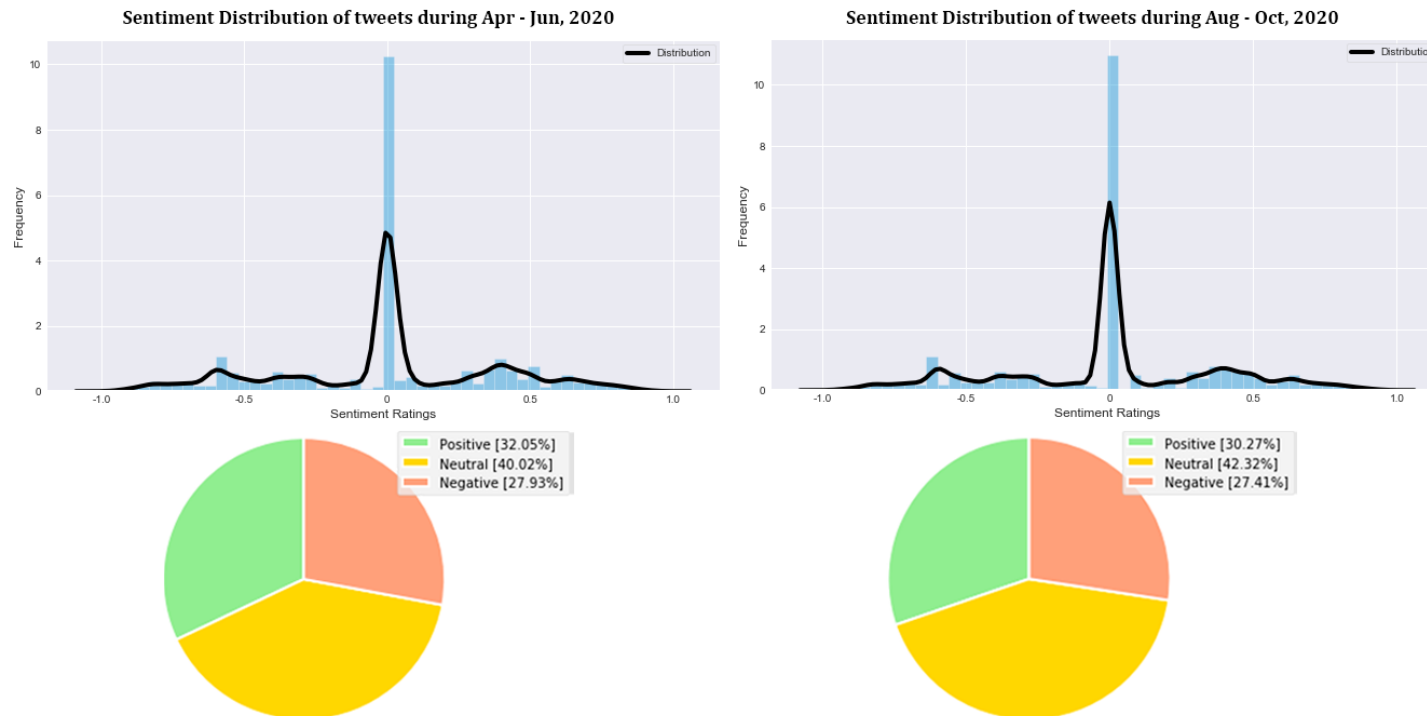 Sentiment Distribution of tweets during Apr - Jun, 2020
Distribution
10
8
6
4
2
0
Frequency
-1.0
-0.5
0
0.5
1.0
Sentiment Ratings
Positive [32.05%]
Neutral [40.02%]
Negative [27.93%]
Sentiment Distribution of tweets during Aug - Oct, 2020
Distributio
10
8
6
4
2
0
Frequency
-1.0
-0.5
0
0.5
1.0
Sentiment Ratings
Positive [30.27%]
Neutral [42.32%]
Negative [27.41%]